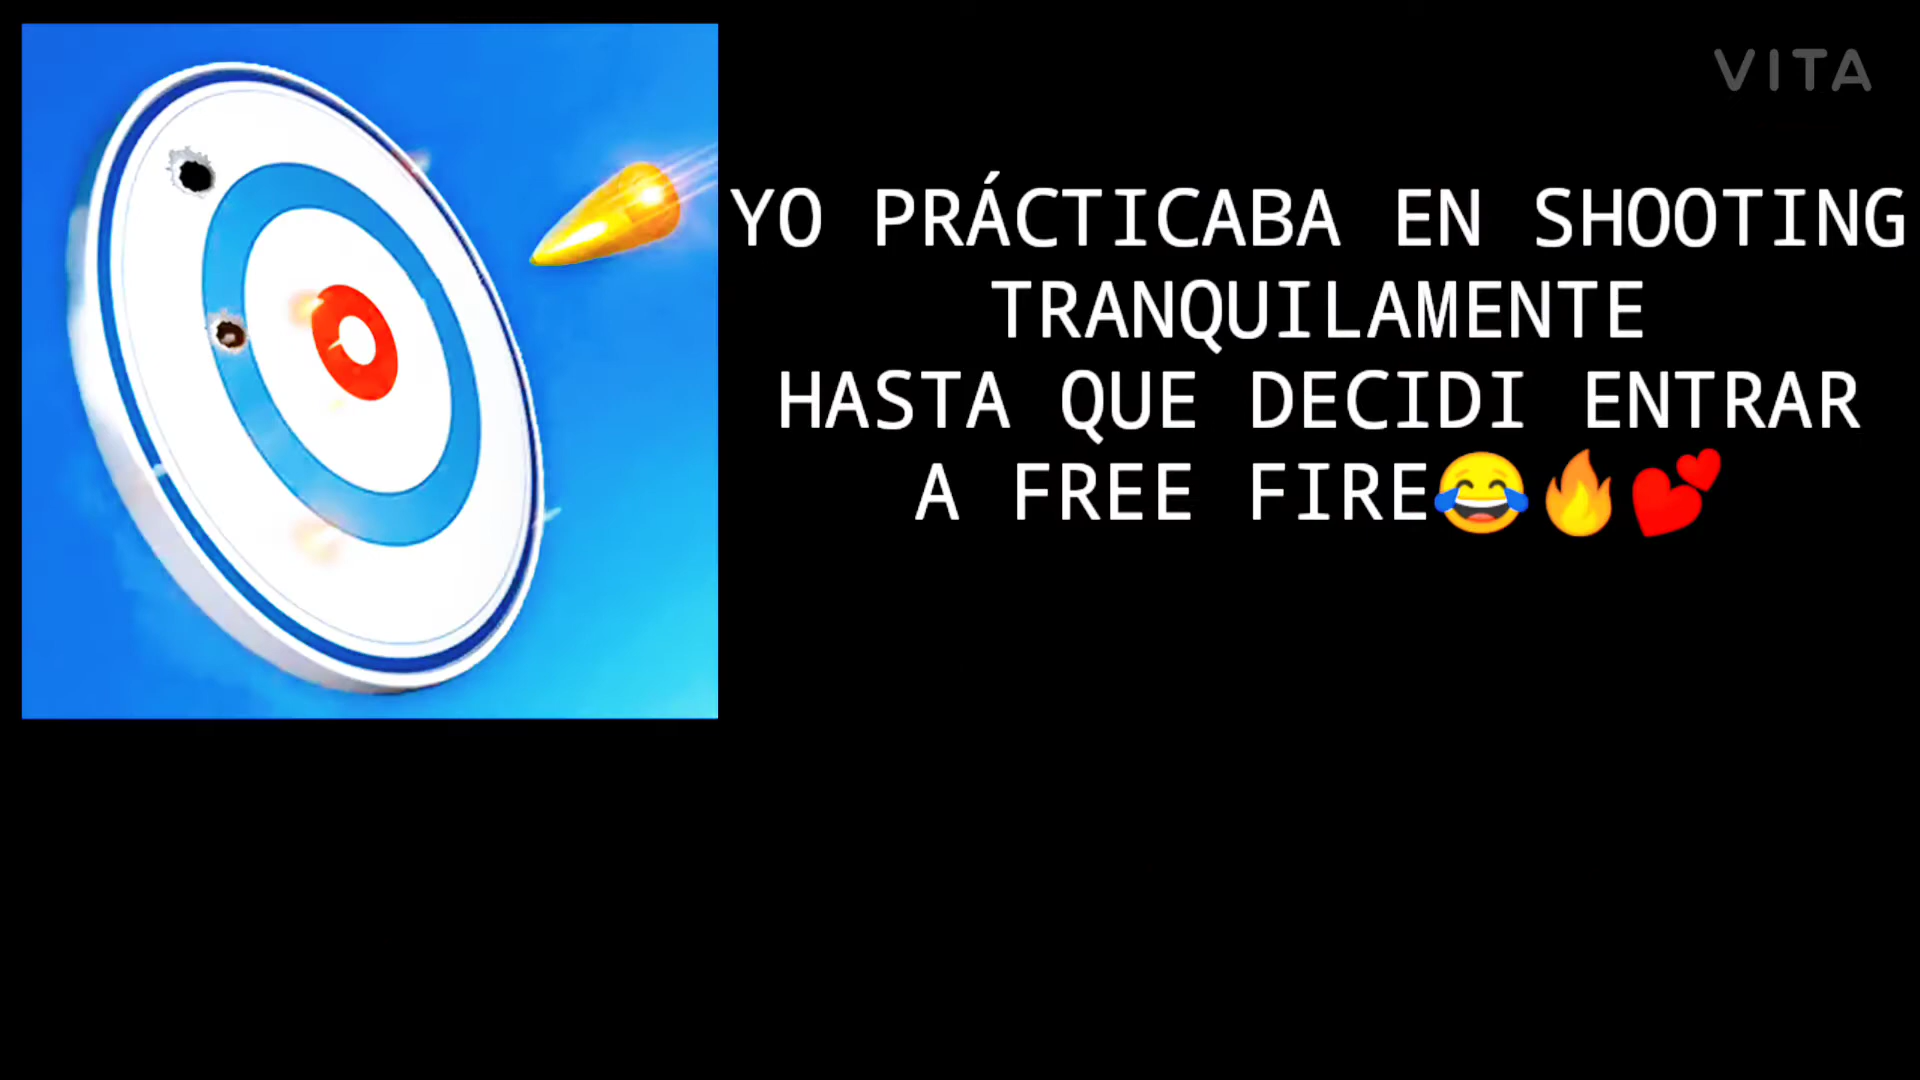 VITA
YO PRÁCTICABA EN SHOOTING
TRANQUILAMENTE
HASTA QUE DECIDI ENTRAR
A FREE FIRE😂🔥💕